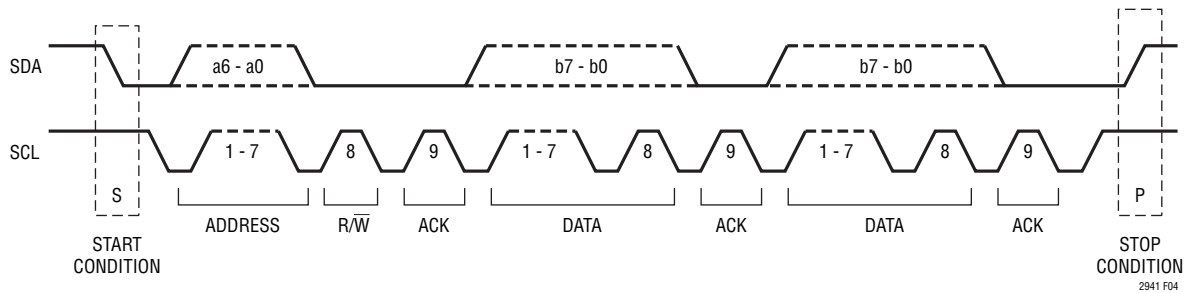 SDA
a6 - a0
b7 - b0
b7 - b0
SCL
1 - 7
8
9
1 - 7
8
9
1 - 7
8
9
S
P
ADDRESS
R/W̅
ACK
DATA
ACK
DATA
ACK
START
CONDITION
STOP
CONDITION
2941 F04